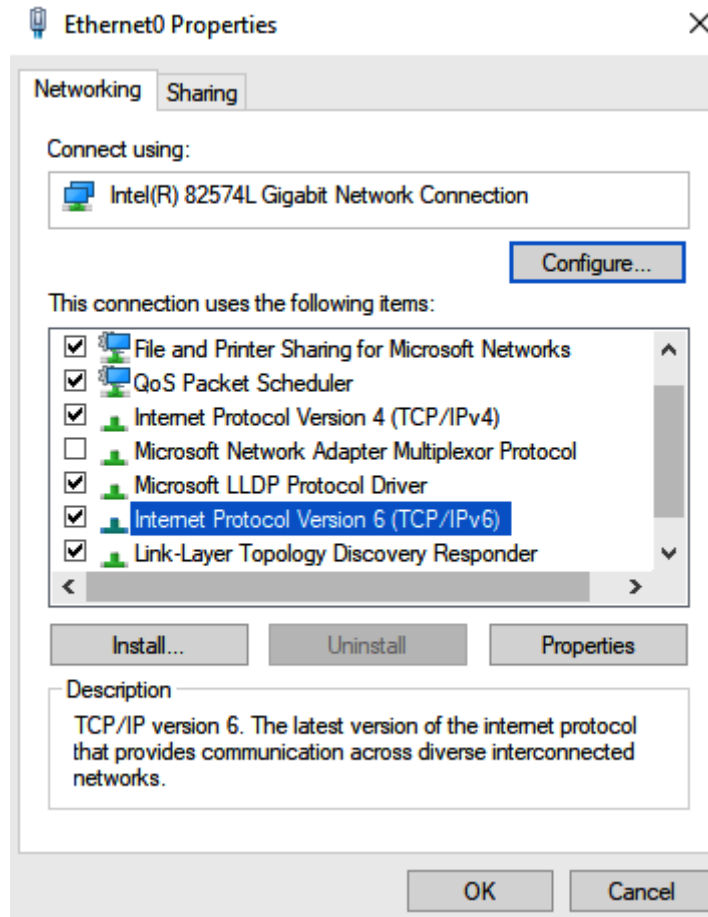 Ethernet0 Properties
Networking
Sharing
Connect using:
Intel(R) 82574L Gigabit Network Connection
Configure...
This connection uses the following items:
File and Printer Sharing for Microsoft Networks
QoS Packet Scheduler
Internet Protocol Version 4 (TCP/IPv4)
Microsoft Network Adapter Multiplexor Protocol
Microsoft LLDP Protocol Driver
Internet Protocol Version 6 (TCP/IPv6)
Link-Layer Topology Discovery Responder
Install...
Uninstall
Properties
Description
TCP/IP version 6. The latest version of the internet protocol
that provides communication across diverse interconnected
networks.
OK
Cancel